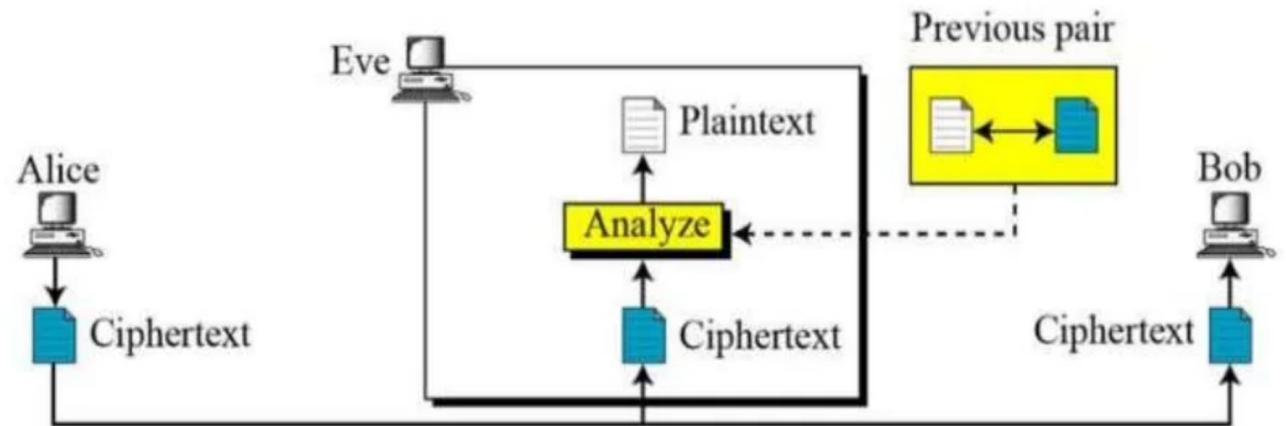 Previous pair
Eve
Plaintext
Alice
Bob
Analyze
Ciphertext
Ciphertext
Ciphertext